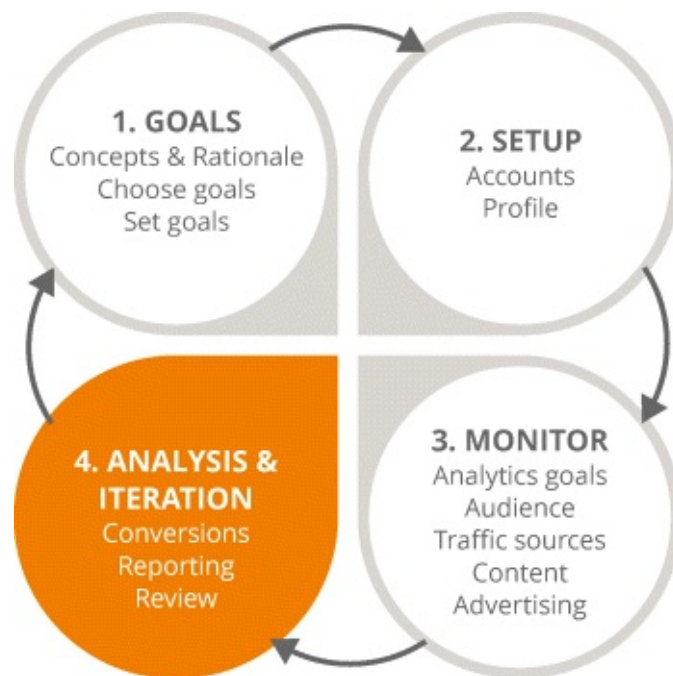 1. GOALS
Concepts & Rationale
Choose goals
Set goals
2. SETUP
Accounts
Profile
3. MONITOR
Analytics goals
Audience
Traffic sources
Content
Advertising
4. ANALYSIS &
ITERATION
Conversions
Reporting
Review